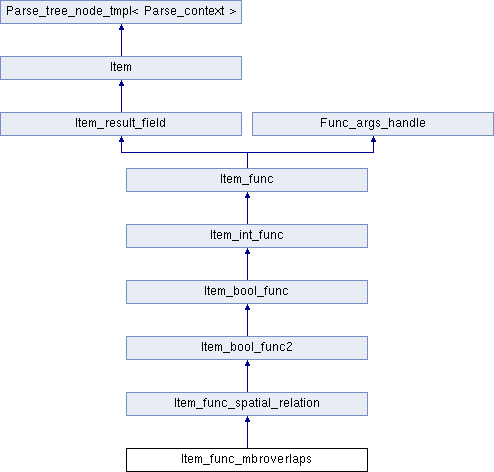 Parse_tree_node_tmpl< Parse_context >
Item
Item_result_field
Func_args_handle
Item_func
Item_int_func
Item_bool_func
Item_bool_func2
Item_func_spatial_relation
Item_func_mbroverlaps